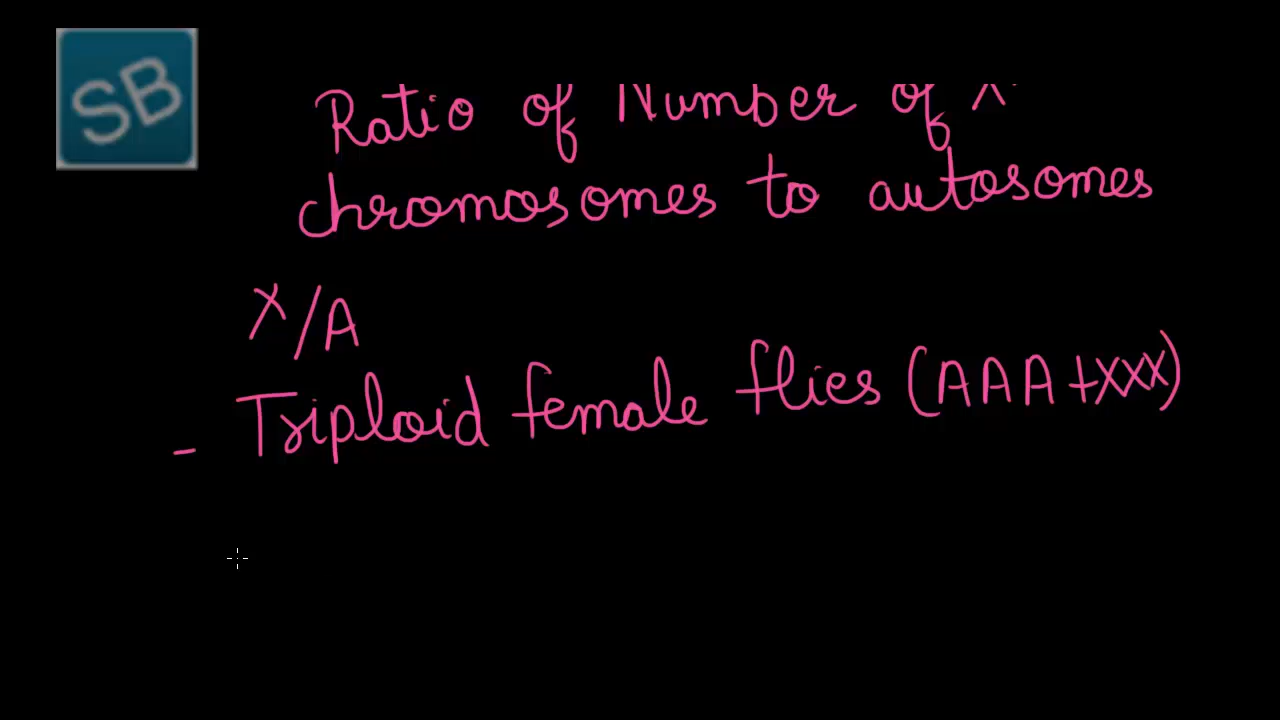 SB
Ratio of Number of X
chromosomes to autosomes
X/A
- Triploid female flies (AAA+XXX)